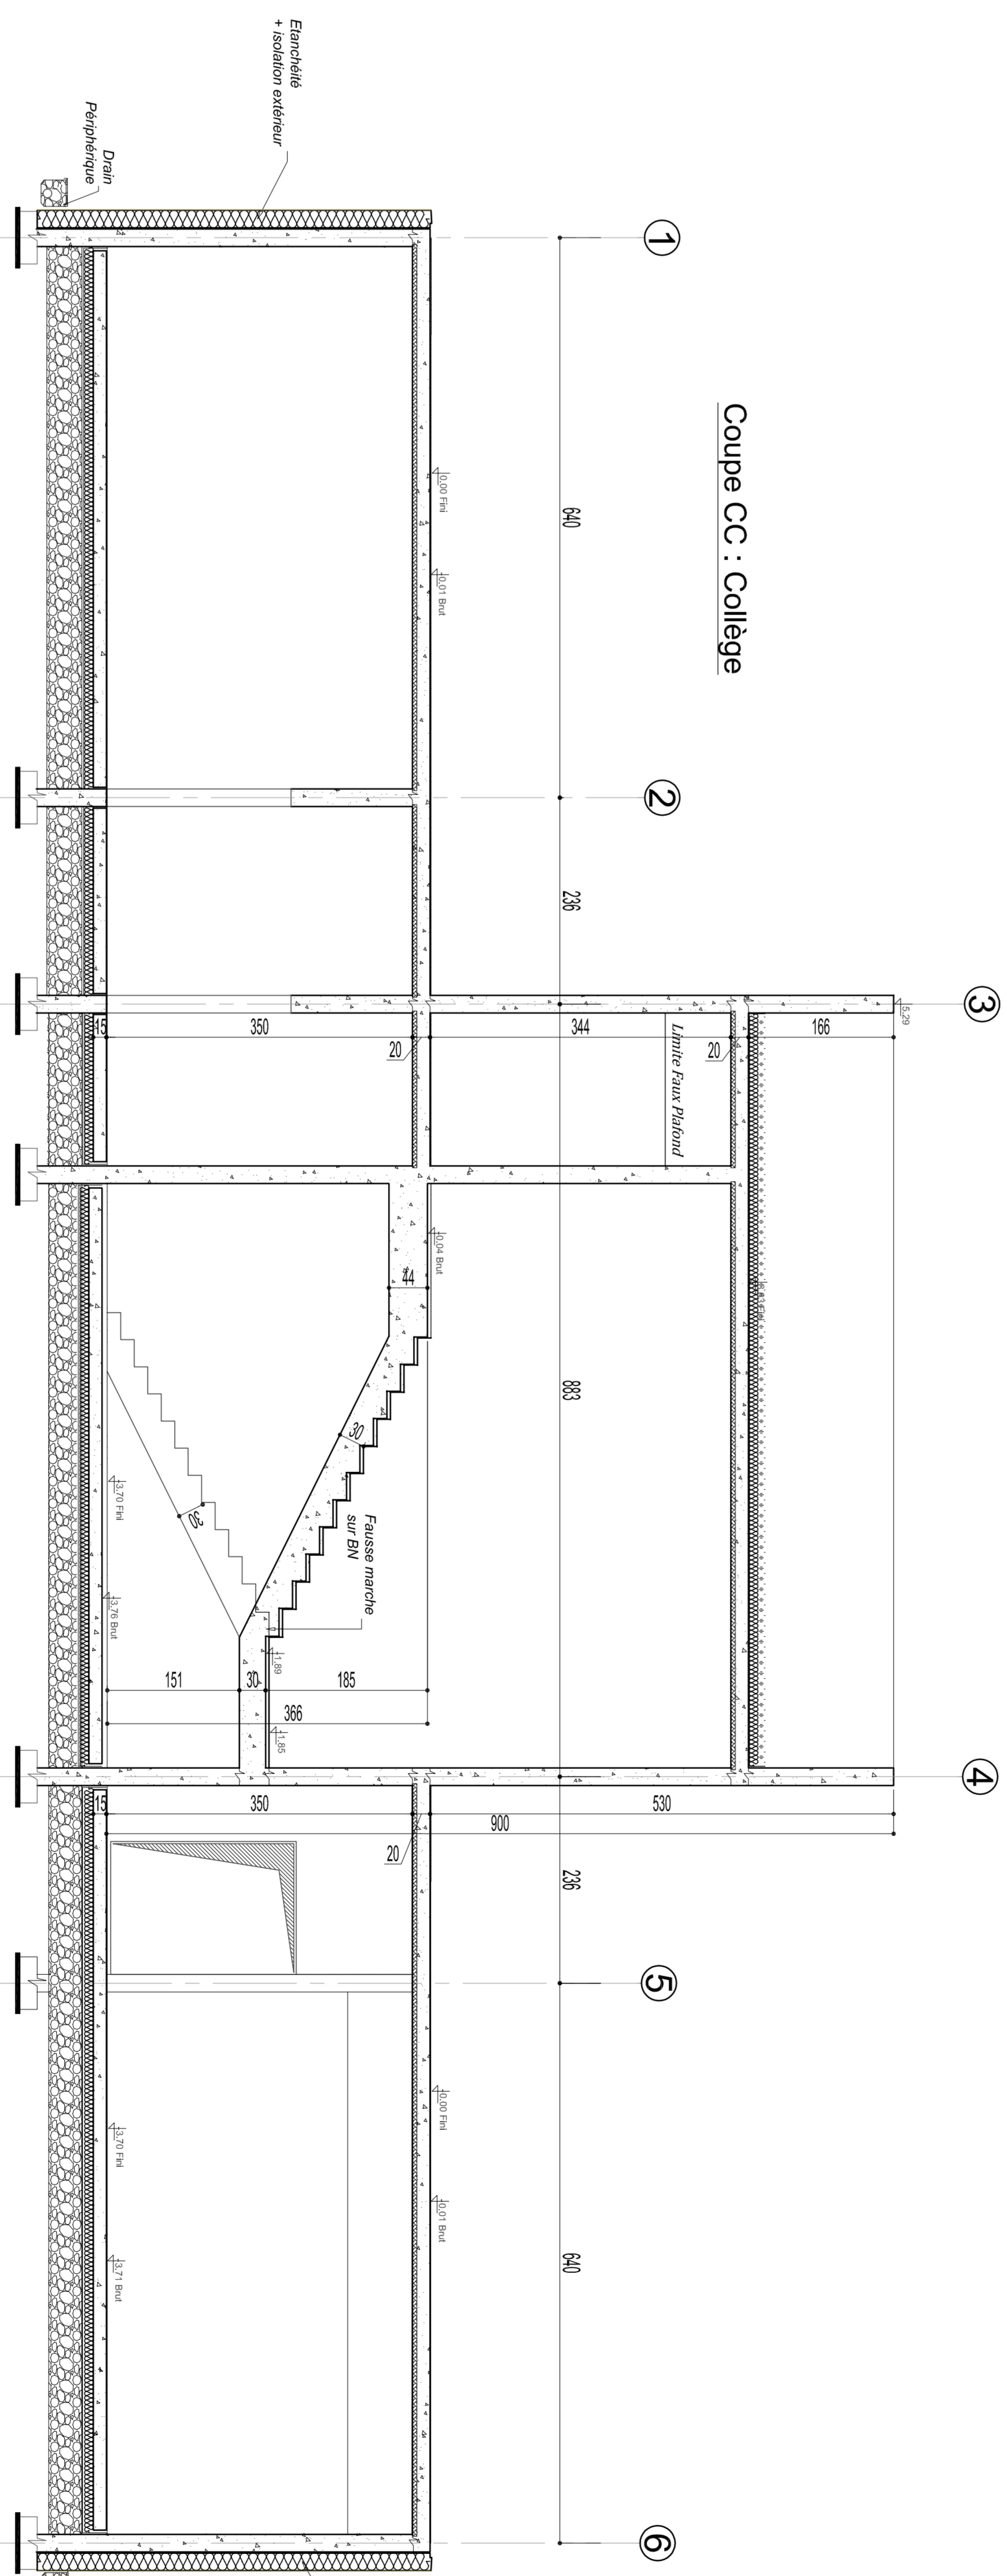 Coupe CC : Collège
1
2
3
4
5
6
640
236
883
236
640
Etanchéité
+ isolation extérieur
Drain
Périphérique
0,00 Fini
-0,01 Brut
5,29
166
20
344
Limite Faux Plafond
20
350
15
-0,04 Brut
44
30
30
Fausse marche
sur BN
-3,70 Fini
-3,76 Brut
-1,89
-1,85
185
30
151
366
530
900
20
350
15
0,00 Fini
-0,01 Brut
-3,70 Fini
-3,71 Brut